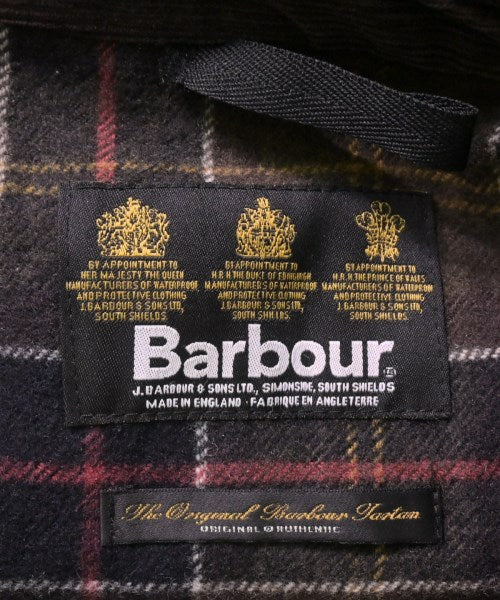 BY APPOINTMENT TO
HER MAJESTY THE QUEEN
MANUFACTURERS OF WATERPROOF
AND PROTECTIVE CLOTHING
J.BARBOUR & SONS LTD,
SOUTH SHIELDS
BY APPOINTMENT TO
H.R.H THE DUKE OF EDINBURGH
MANUFACTURERS OF WATERPROOF
AND PROTECTIVE CLOTHING
J.BARBOUR & SONS LTD,
SOUTH SHIELDS.
BY APPOINTMENT TO
H.R.H THE PRINCE OF WALES
MANUFACTURERS OF WATERPROOF
AND PROTECTIVE CLOTHING
J.BARBOUR & SONS LTD,
SOUTH SHIELDS
Barbour
J. BARBOUR & SONS LTD., SIMONSIDE, SOUTH SHIELDS
MADE IN ENGLAND · FABRIQUE EN ANGLETERRE
The Original Barbour Tartan
ORIGINAL & AUTHENTIC